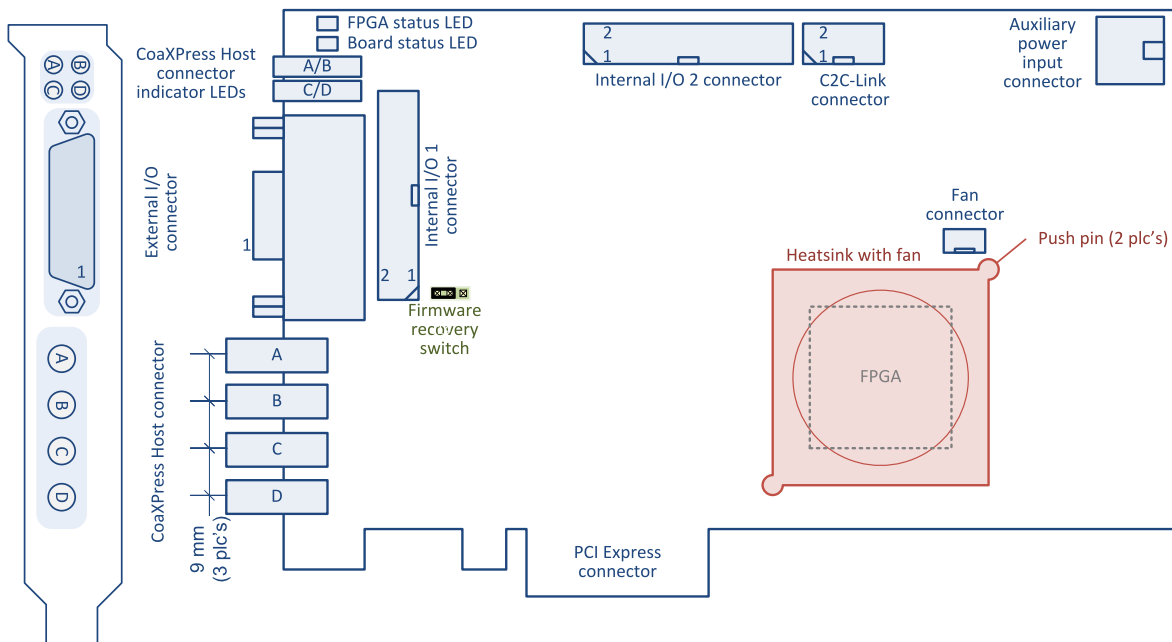 FPGA status LED
Board status LED
CoaXPress Host
connector
indicator LEDs
A/B
C/D
A
B
C
D
1
External I/O
connector
1
Internal I/O 1
connector
2
1
Firmware
recovery
switch
2
1
Internal I/O 2 connector
2
1
C2C-Link
connector
Auxiliary
power
input
connector
Fan
connector
Push pin (2 plc's)
Heatsink with fan
FPGA
A
B
C
D
CoaXPress Host connector
A
B
C
D
9 mm
(3 plc's)
PCI Express
connector